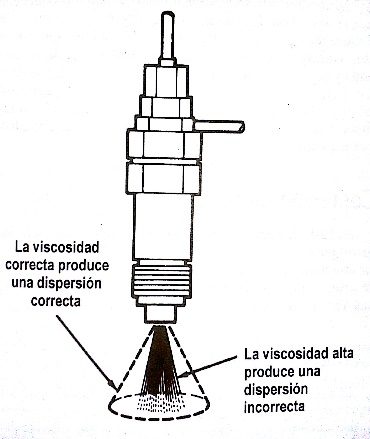 La viscosidad
correcta produce
una dispersión
correcta
La viscosidad alta
produce una
dispersión
incorrecta